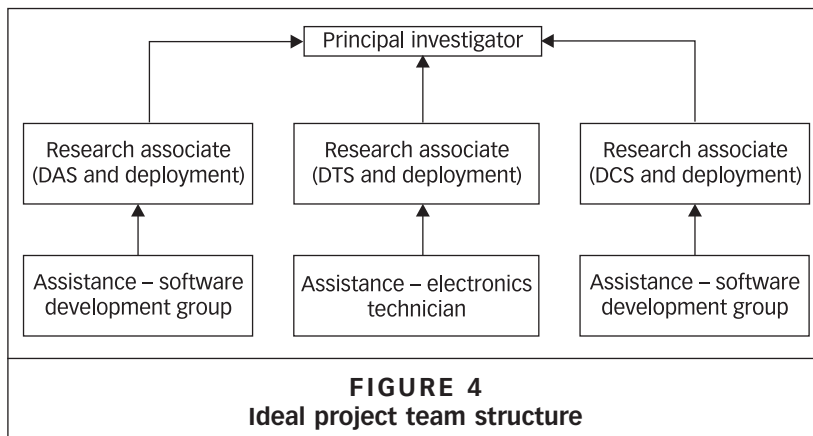 Principal investigator
Research associate
(DAS and deployment)
Research associate
(DTS and deployment)
Research associate
(DCS and deployment)
Assistance – software
development group
Assistance – electronics
technician
Assistance – software
development group
FIGURE 4
Ideal project team structure